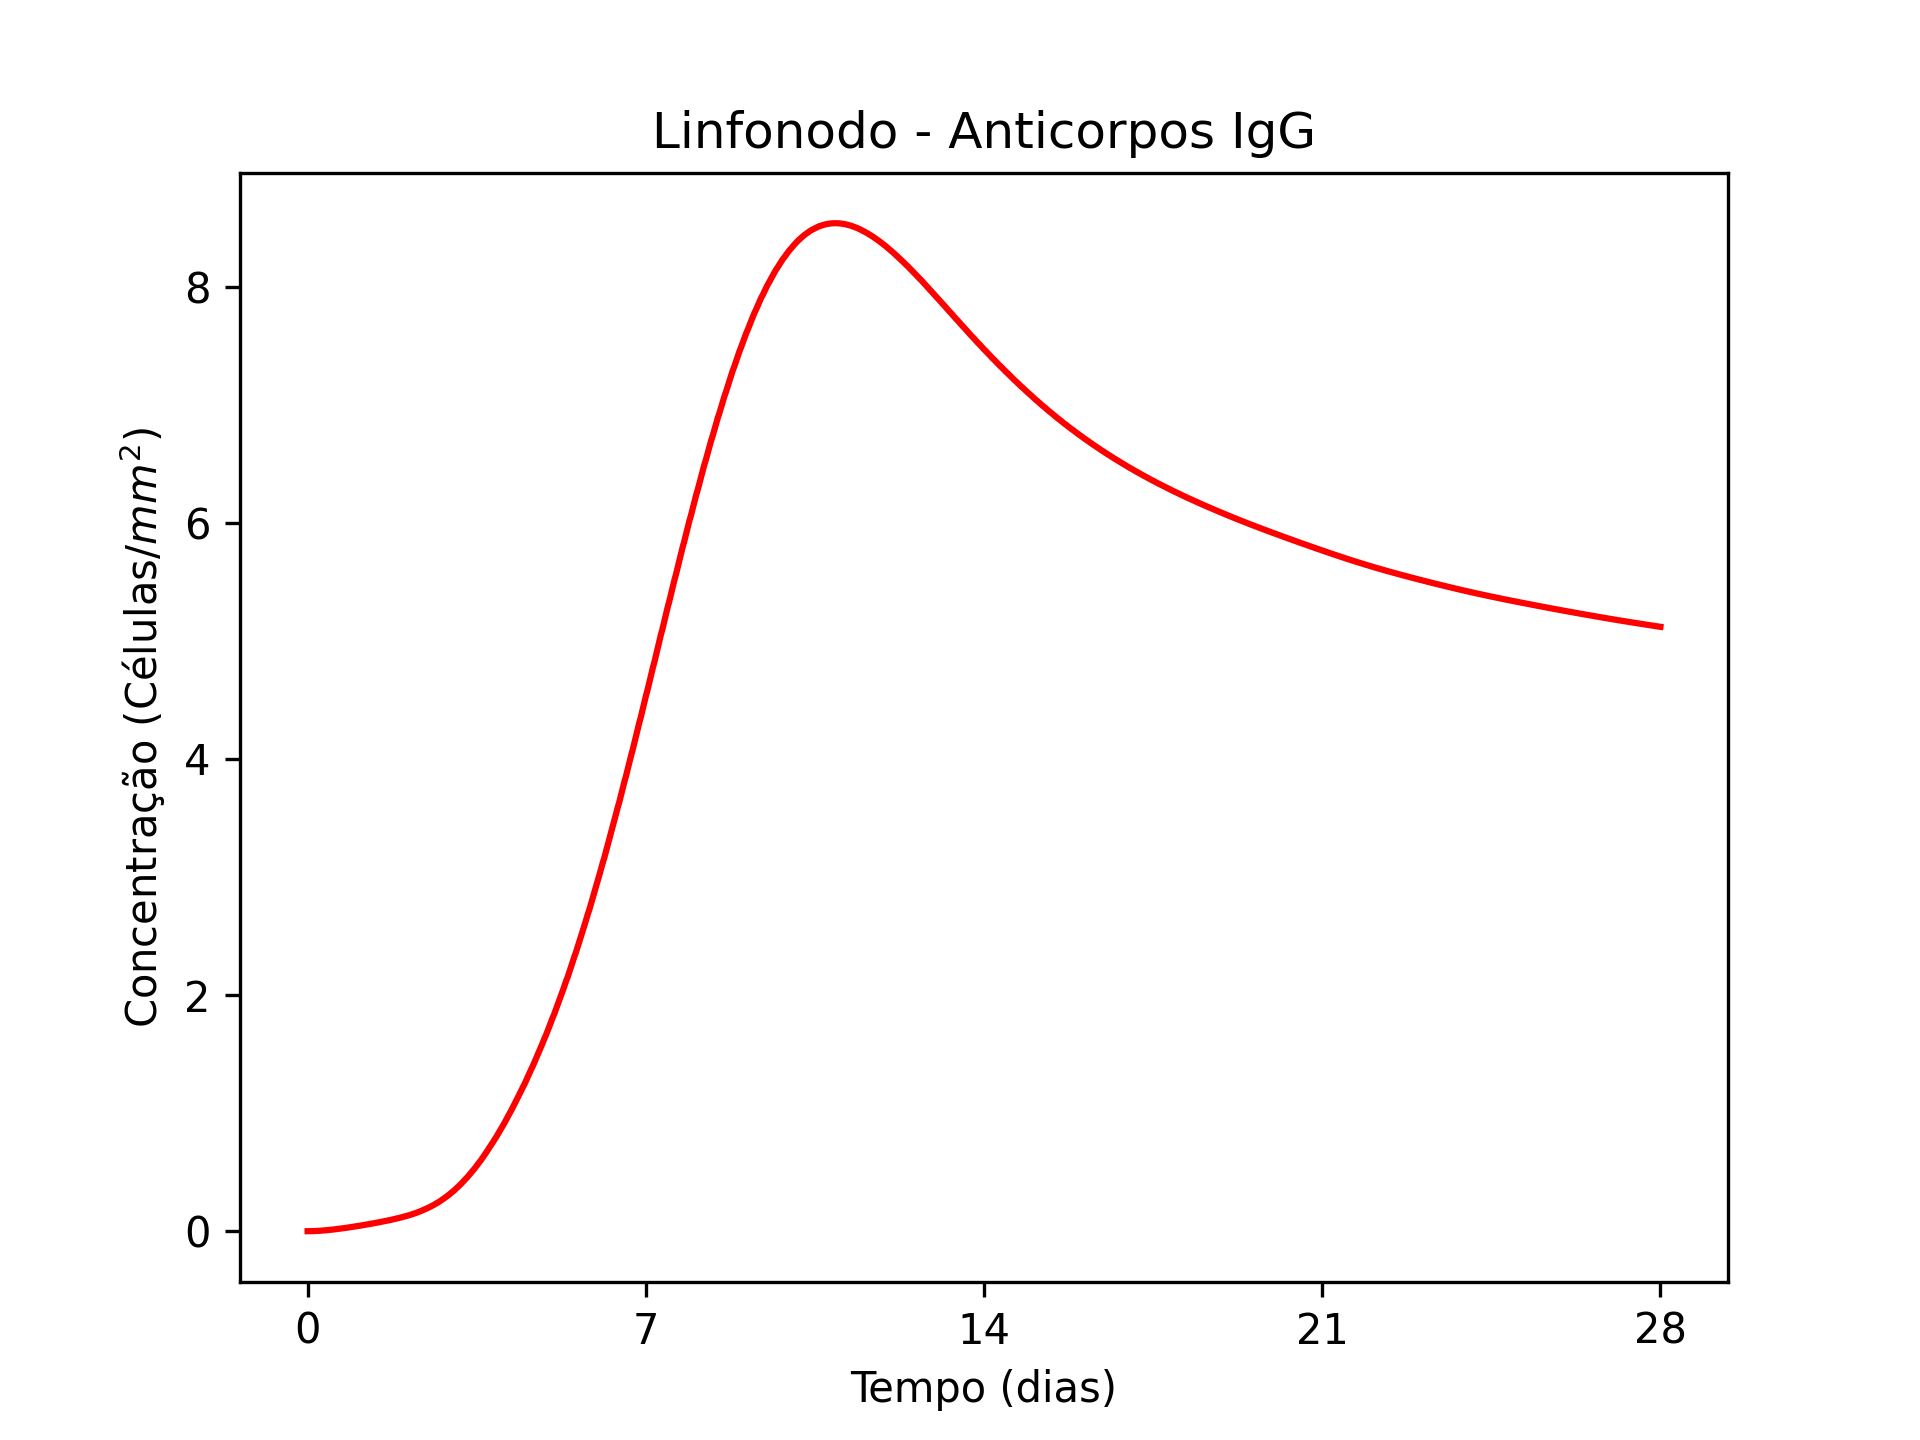 Linfonodo - Anticorpos IgG
Concentração (Células/mm²)
8
6
4
2
0
0 7 14 21 28
Tempo (dias)